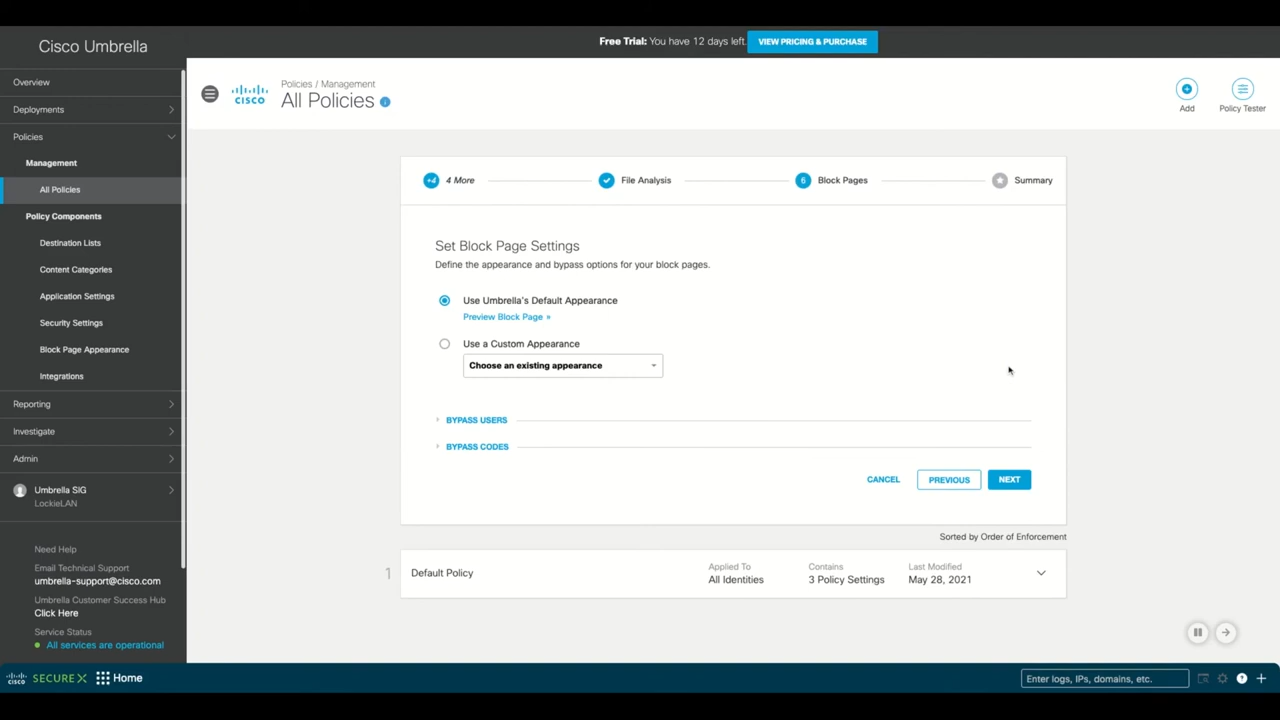 Cisco Umbrella
Free Trial: You have 12 days left. VIEW PRICING & PURCHASE
Overview
Deployments
Policies
Management
All Policies
Policy Components
Destination Lists
Content Categories
Application Settings
Security Settings
Block Page Appearance
Integrations
Reporting
Investigate
Admin
Umbrella SIG
LockieLAN
Need Help
Email Technical Support
umbrella-support@cisco.com
Umbrella Customer Success Hub
Click Here
Service Status
All services are operational
CISCO
Policies / Management
All Policies i
Add
Policy Tester
+4 4 More
File Analysis
6 Block Pages
Summary
Set Block Page Settings
Define the appearance and bypass options for your block pages.
Use Umbrella's Default Appearance
Preview Block Page »
Use a Custom Appearance
Choose an existing appearance
BYPASS USERS
BYPASS CODES
CANCEL PREVIOUS NEXT
Sorted by Order of Enforcement
1 Default Policy
Applied To
All Identities
Contains
3 Policy Settings
Last Modified
May 28, 2021
cisco SECURE X Home
Enter logs, IPs, domains, etc. ?